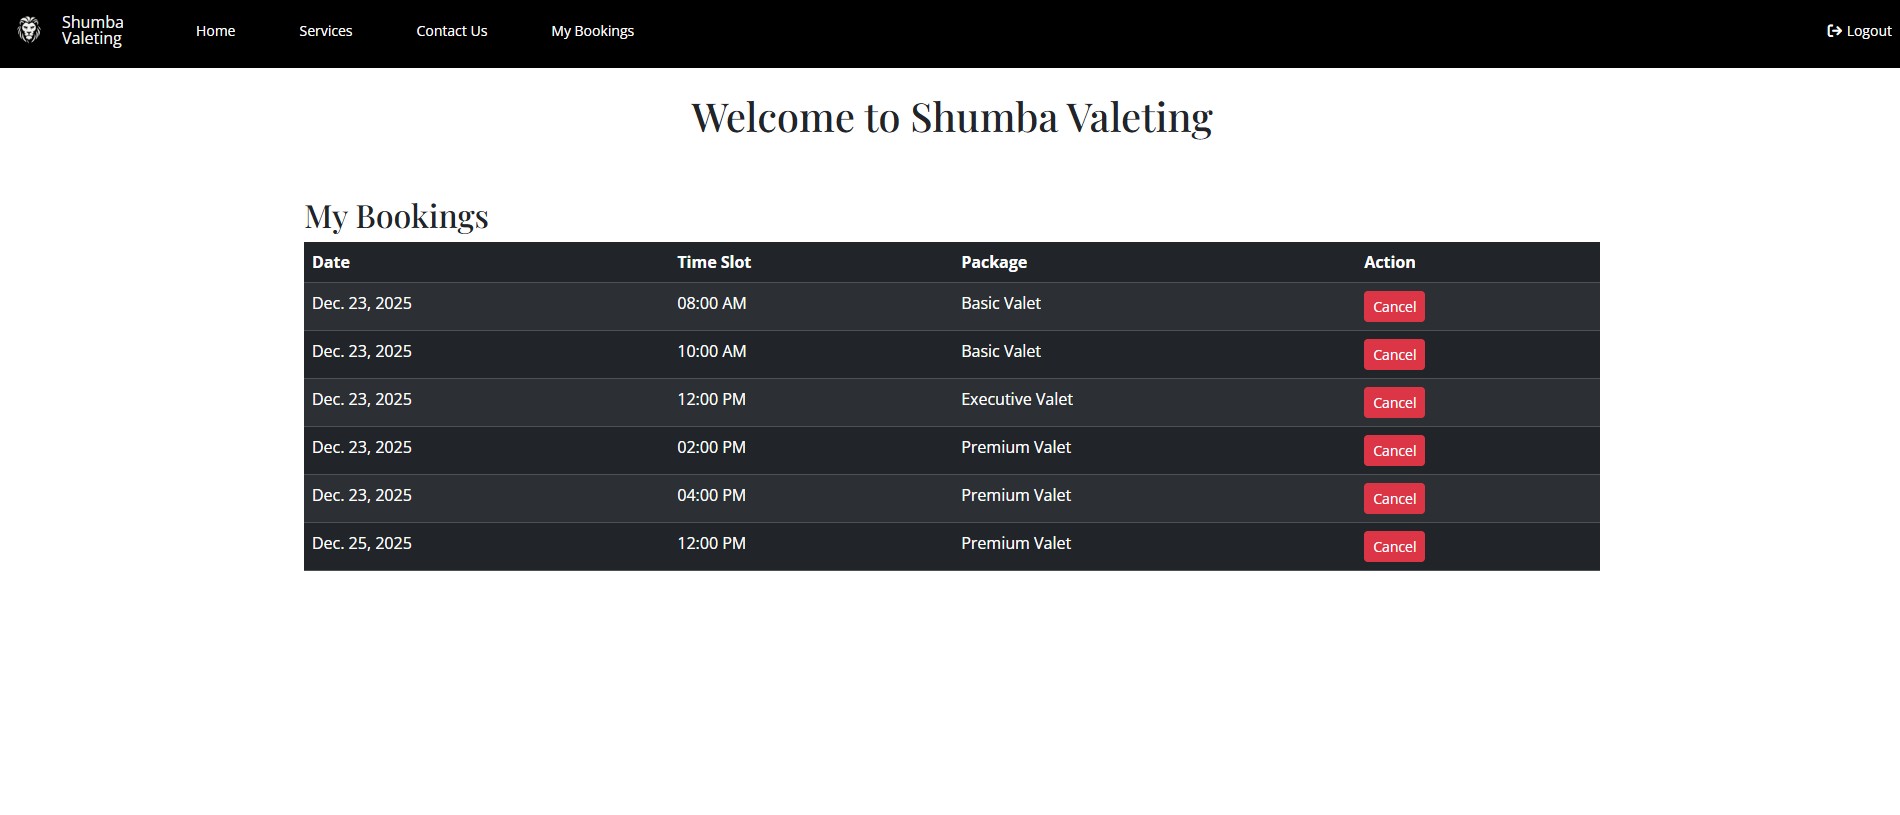 Shumba
Valeting
Home Services Contact Us My Bookings Logout
Welcome to Shumba Valeting
My Bookings
Date Time Slot Package Action
Dec. 23, 2025 08:00 AM Basic Valet Cancel
Dec. 23, 2025 10:00 AM Basic Valet Cancel
Dec. 23, 2025 12:00 PM Executive Valet Cancel
Dec. 23, 2025 02:00 PM Premium Valet Cancel
Dec. 23, 2025 04:00 PM Premium Valet Cancel
Dec. 25, 2025 12:00 PM Premium Valet Cancel